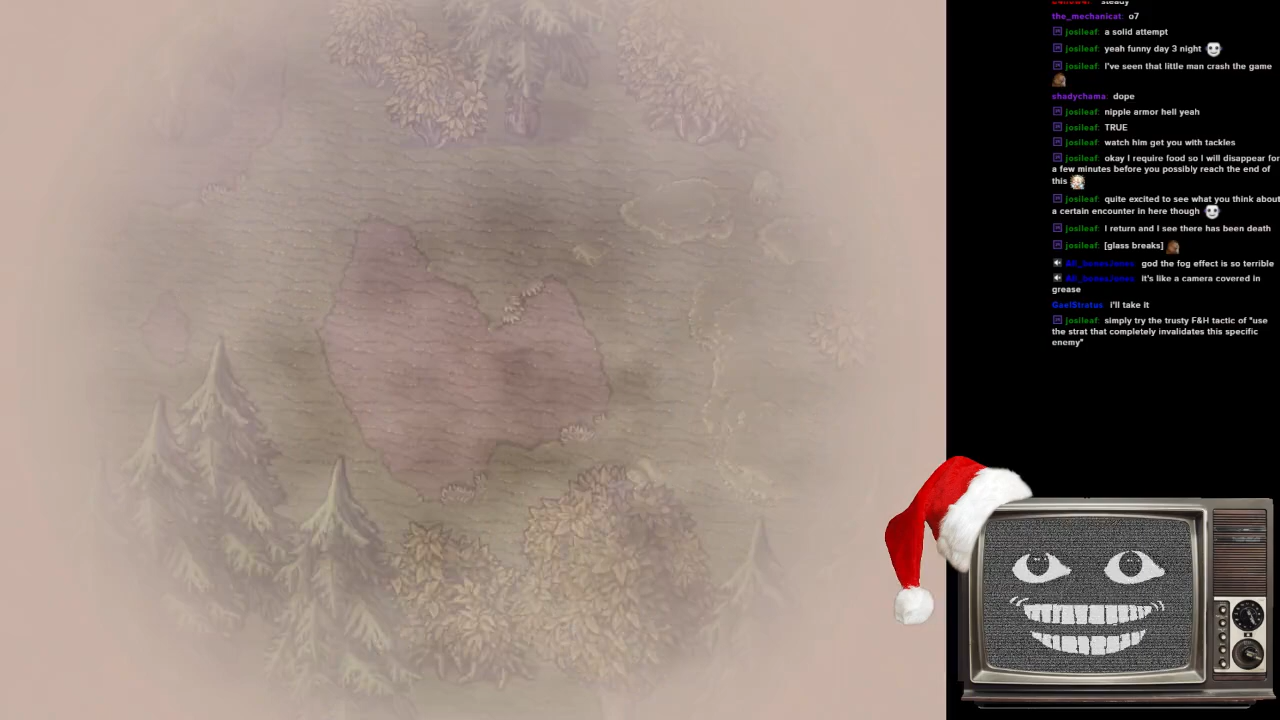 steady
the_mechanicat: o7
josileaf: a solid attempt
josileaf: yeah funny day 3 night
josileaf: I've seen that little man crash the game
shadychama: dope
josileaf: nipple armor hell yeah
josileaf: TRUE
josileaf: watch him get you with tackles
josileaf: okay I require food so I will disappear for
a few minutes before you possibly reach the end of
this
josileaf: quite excited to see what you think about
a certain encounter in here though
josileaf: I return and I see there has been death
josileaf: [glass breaks]
god the fog effect is so terrible
it's like a camera covered in
grease
GaelStratus: i'll take it
josileaf: simply try the trusty F&H tactic of "use
the strat that completely invalidates this specific
enemy"